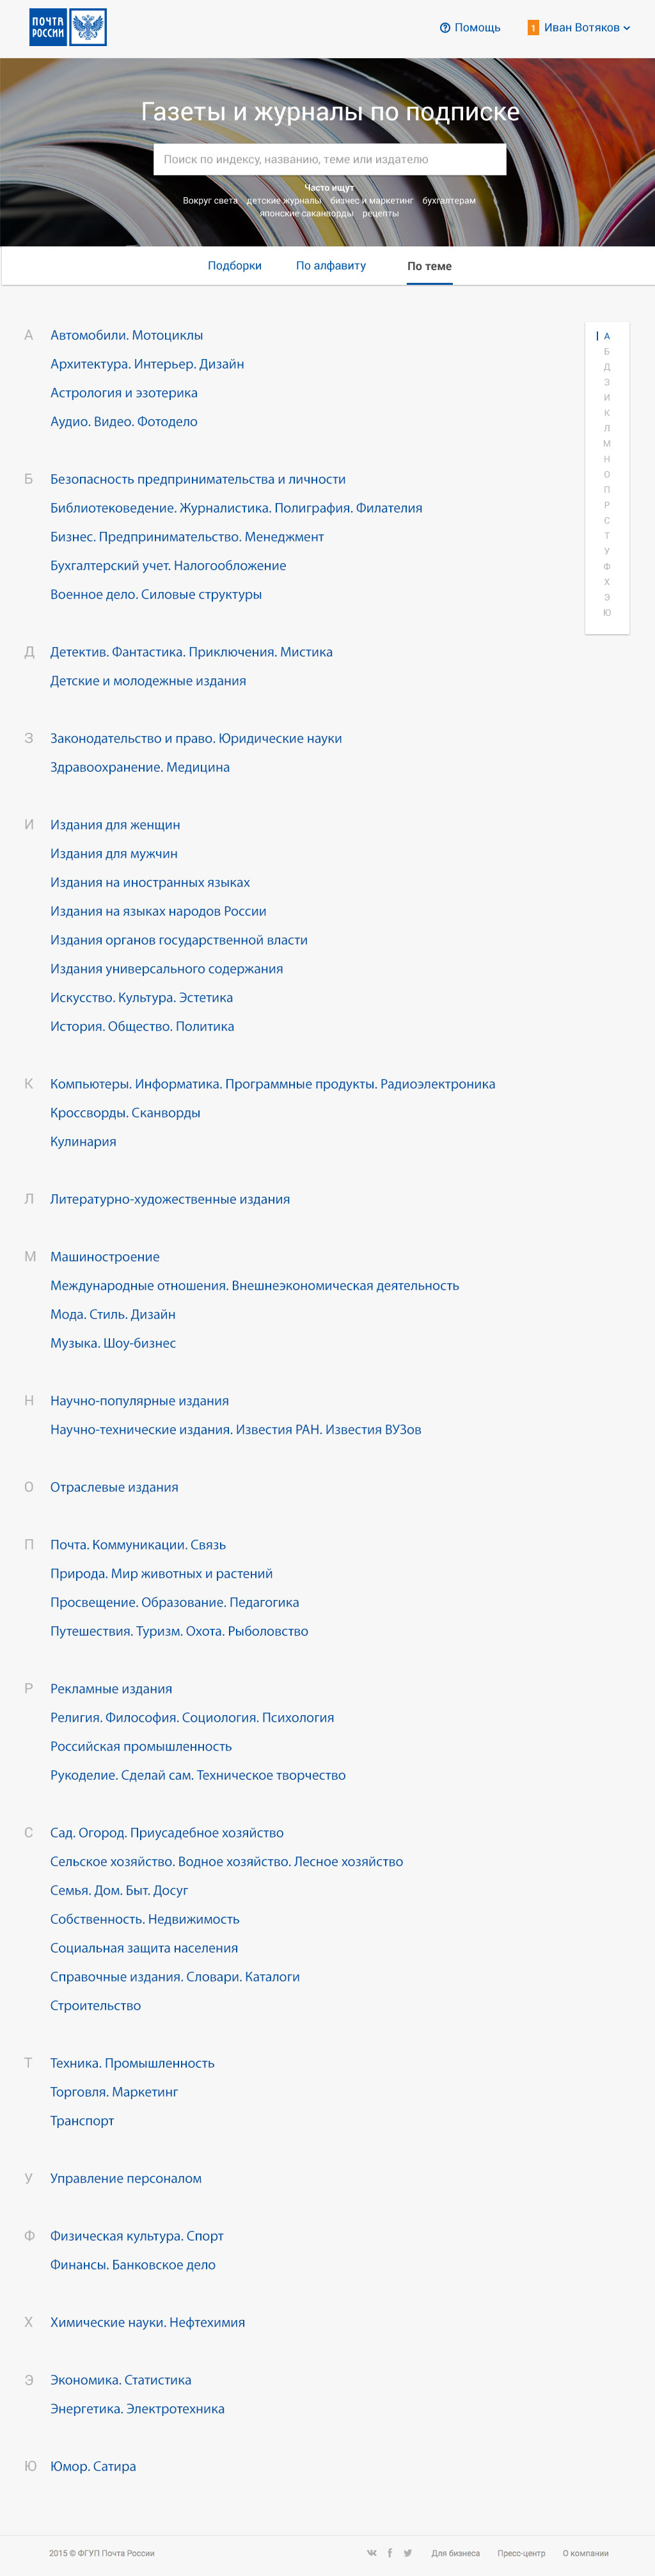 ПОЧТА
РОССИИ
Помощь
1 Иван Вотяков
Газеты и журналы по подписке
Поиск по индексу, названию, теме или издателю
Часто ищут
Вокруг света детские журналы бизнес и маркетинг бухгалтерам
японские саканворды рецепты
Подборки По алфавиту По теме
А Автомобили. Мотоциклы
Архитектура. Интерьер. Дизайн
Астрология и эзотерика
Аудио. Видео. Фотодело
Б Безопасность предпринимательства и личности
Библиотековедение. Журналистика. Полиграфия. Филателия
Бизнес. Предпринимательство. Менеджмент
Бухгалтерский учет. Налогообложение
Военное дело. Силовые структуры
Д Детектив. Фантастика. Приключения. Мистика
Детские и молодежные издания
З Законодательство и право. Юридические науки
Здравоохранение. Медицина
И Издания для женщин
Издания для мужчин
Издания на иностранных языках
Издания на языках народов России
Издания органов государственной власти
Издания универсального содержания
Искусство. Культура. Эстетика
История. Общество. Политика
К Компьютеры. Информатика. Программные продукты. Радиоэлектроника
Кроссворды. Сканворды
Кулинария
Л Литературно-художественные издания
М Машиностроение
Международные отношения. Внешнеэкономическая деятельность
Мода. Стиль. Дизайн
Музыка. Шоу-бизнес
Н Научно-популярные издания
Научно-технические издания. Известия РАН. Известия ВУЗов
О Отраслевые издания
П Почта. Коммуникации. Связь
Природа. Мир животных и растений
Просвещение. Образование. Педагогика
Путешествия. Туризм. Охота. Рыболовство
Р Рекламные издания
Религия. Философия. Социология. Психология
Российская промышленность
Рукоделие. Сделай сам. Техническое творчество
С Сад. Огород. Приусадебное хозяйство
Сельское хозяйство. Водное хозяйство. Лесное хозяйство
Семья. Дом. Быт. Досуг
Собственность. Недвижимость
Социальная защита населения
Справочные издания. Словари. Каталоги
Строительство
Т Техника. Промышленность
Торговля. Маркетинг
Транспорт
У Управление персоналом
Ф Физическая культура. Спорт
Финансы. Банковское дело
Х Химические науки. Нефтехимия
Э Экономика. Статистика
Энергетика. Электротехника
Ю Юмор. Сатира
А
Б
Д
З
И
К
Л
М
Н
О
П
Р
С
Т
У
Ф
Х
Э
Ю
2015 © ФГУП Почта России
Для бизнеса Пресс-центр О компании